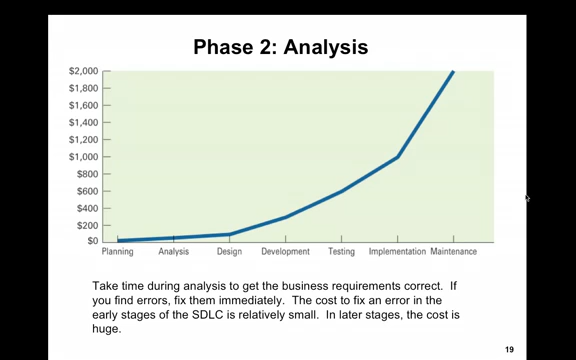 Phase 2: Analysis
$2,000
$1,800
$1,600
$1,400
$1,200
$1,000
$800
$600
$400
$200
$0
Planning Analysis Design Development Testing Implementation Maintenance
Take time during analysis to get the business requirements correct. If
you find errors, fix them immediately. The cost to fix an error in the
early stages of the SDLC is relatively small. In later stages, the cost is
huge.
19